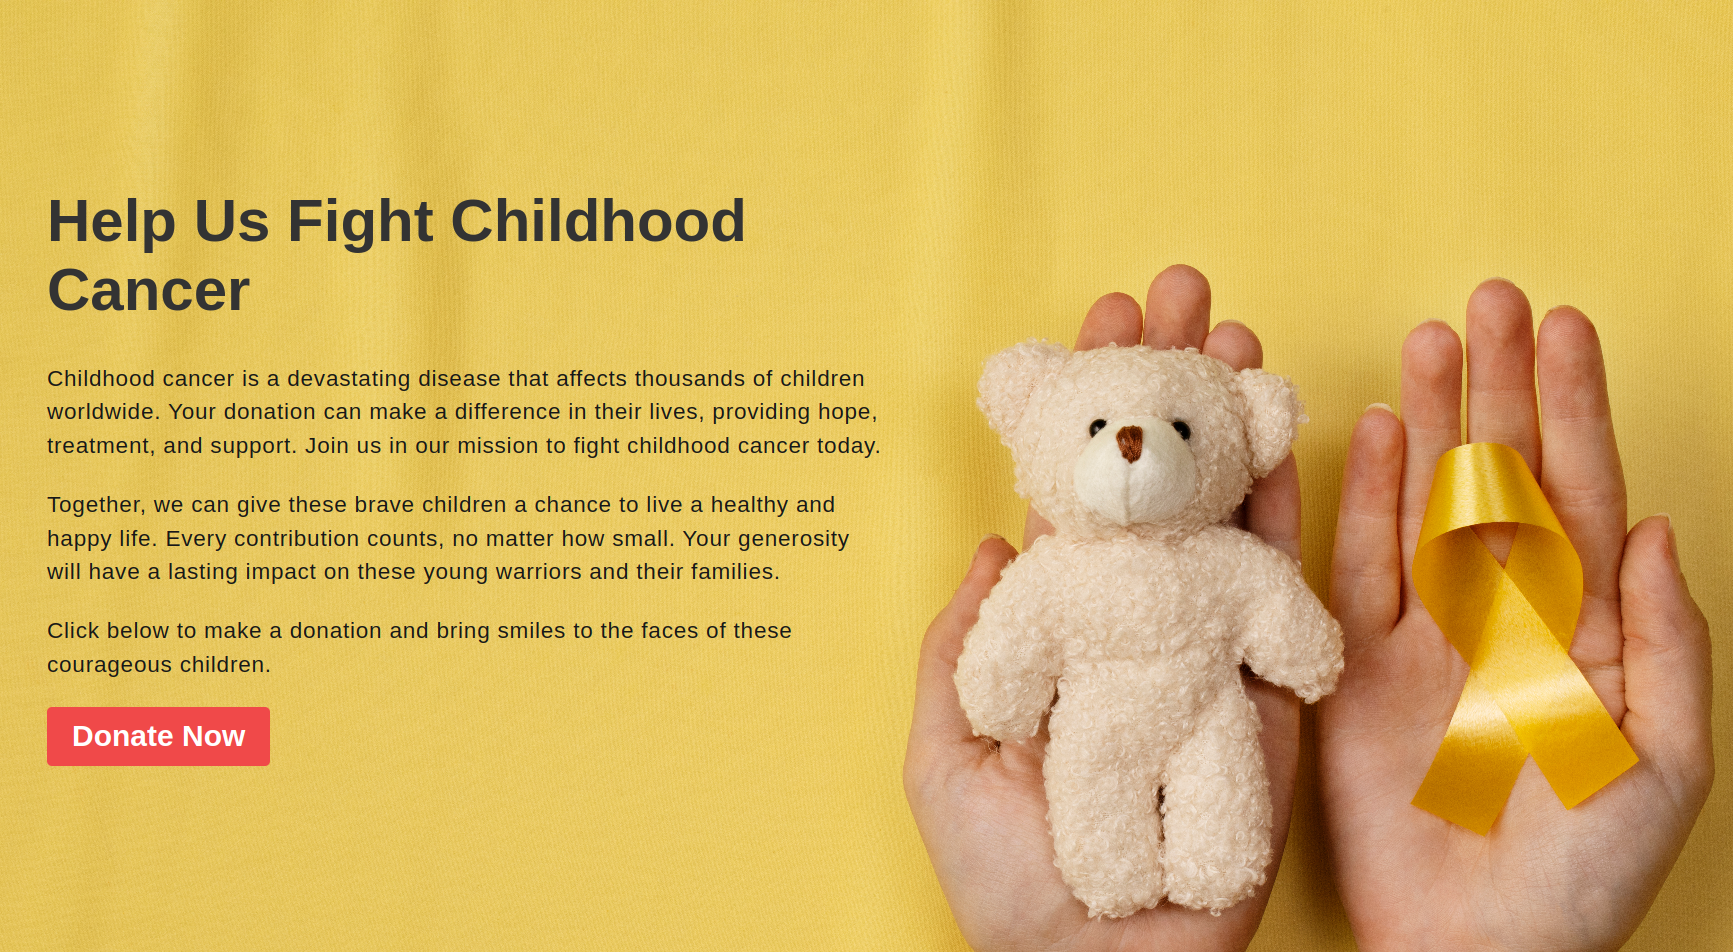 Help Us Fight Childhood
Cancer
Childhood cancer is a devastating disease that affects thousands of children
worldwide. Your donation can make a difference in their lives, providing hope,
treatment, and support. Join us in our mission to fight childhood cancer today.
Together, we can give these brave children a chance to live a healthy and
happy life. Every contribution counts, no matter how small. Your generosity
will have a lasting impact on these young warriors and their families.
Click below to make a donation and bring smiles to the faces of these
courageous children.
Donate Now